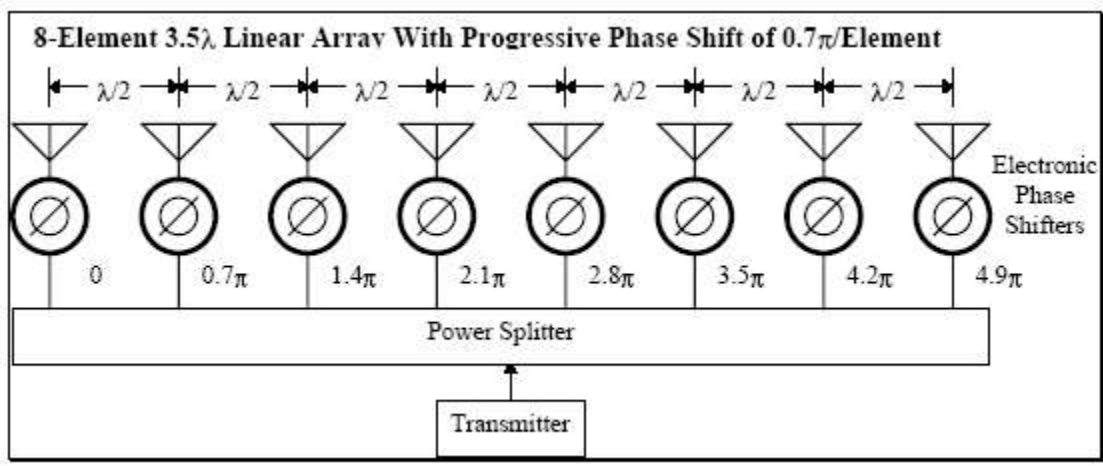 8-Element 3.5λ Linear Array With Progressive Phase Shift of 0.7π/Element
λ/2 λ/2 λ/2 λ/2 λ/2 λ/2 λ/2
Electronic
Phase
Shifters
0 0.7π 1.4π 2.1π 2.8π 3.5π 4.2π 4.9π
Power Splitter
Transmitter